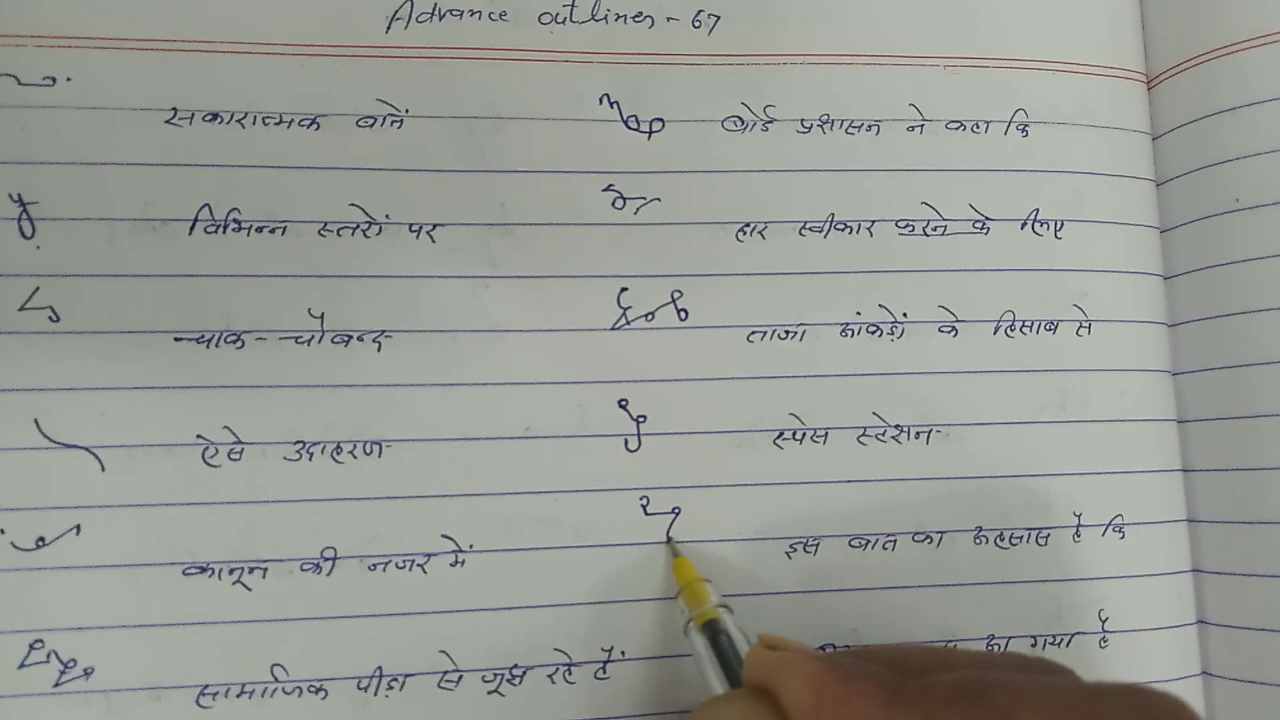 Advance outlines - 67
सकारात्मक बातें
बोर्ड प्रशासन ने कहा कि
विभिन्न स्तरों पर
हार स्वीकार करने के लिए
चाक-चौबन्द
ताजा आंकड़ों के हिसाब से
ऐसे उदाहरण
स्पेस स्टेशन
कानून की नजर में
इस बात का अहसास है कि
सामाजिक पीड़ा से जूझ रहे हैं
आ गया है